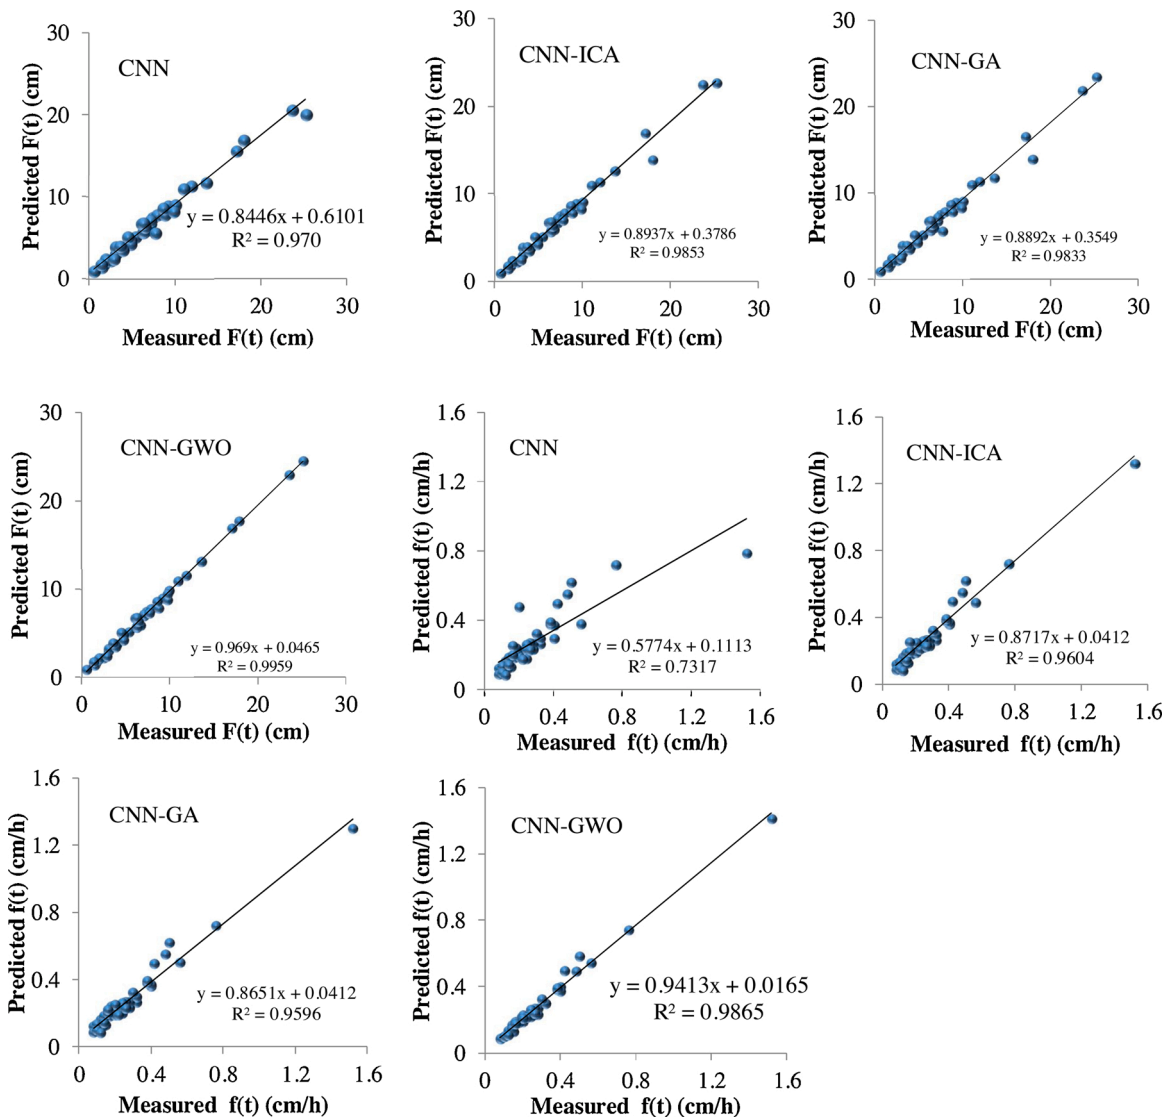 30
20
10
0
0
10
20
30
CNN
y = 0.8446x + 0.6101
R² = 0.970
Predicted F(t) (cm)
Measured F(t) (cm)
30
20
10
0
0
10
20
30
CNN-ICA
y = 0.8937x + 0.3786
R² = 0.9853
Predicted F(t) (cm)
Measured F(t) (cm)
30
20
10
0
0
10
20
30
CNN-GA
y = 0.8892x + 0.3549
R² = 0.9833
Predicted F(t) (cm)
Measured F(t) (cm)
30
20
10
0
0
10
20
30
CNN-GWO
y = 0.969x + 0.0465
R² = 0.9959
Predicted F(t) (cm)
Measured F(t) (cm)
1.6
1.2
0.8
0.4
0
0
0.4
0.8
1.2
1.6
CNN
y = 0.5774x + 0.1113
R² = 0.7317
Predicted f(t) (cm/h)
Measured f(t) (cm/h)
1.6
1.2
0.8
0.4
0
0
0.4
0.8
1.2
1.6
CNN-ICA
y = 0.8717x + 0.0412
R² = 0.9604
Predicted f(t) (cm/h)
Measured f(t) (cm/h)
1.6
1.2
0.8
0.4
0
0
0.4
0.8
1.2
1.6
CNN-GA
y = 0.8651x + 0.0412
R² = 0.9596
Predicted f(t) (cm/h)
Measured f(t) (cm/h)
1.6
1.2
0.8
0.4
0
0
0.4
0.8
1.2
1.6
CNN-GWO
y = 0.9413x + 0.0165
R² = 0.9865
Predicted f(t) (cm/h)
Measured f(t) (cm/h)